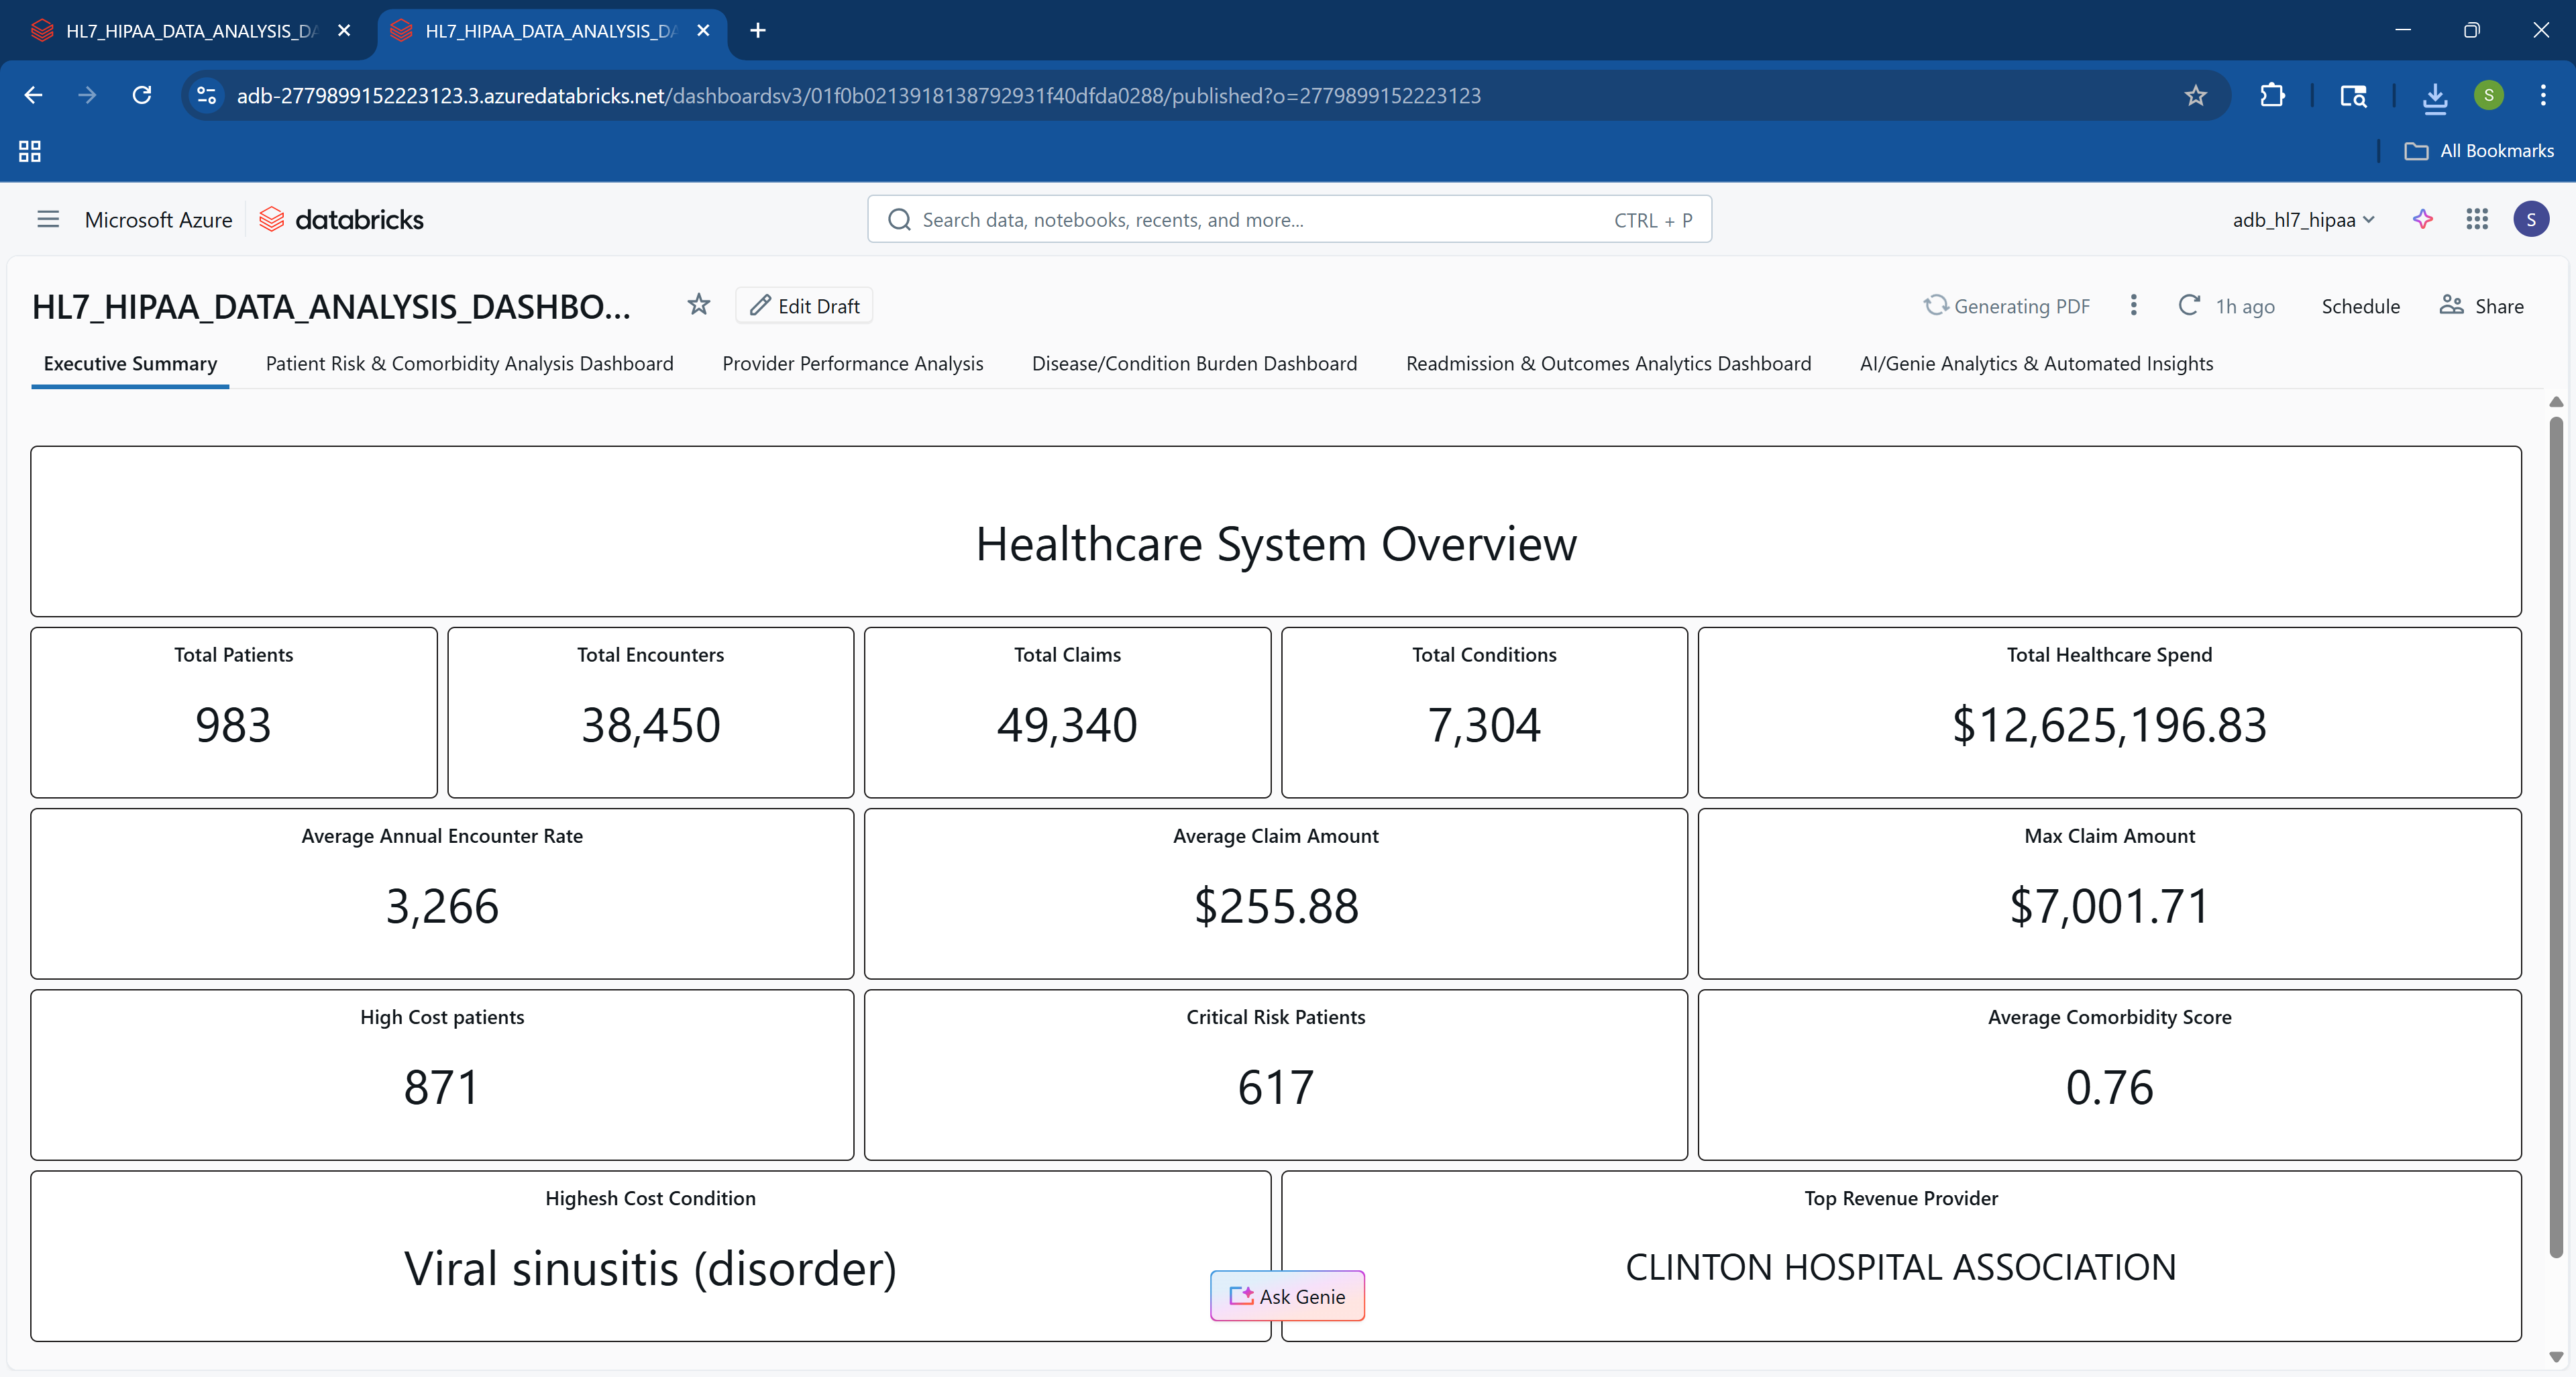 HL7_HIPAA_DATA_ANALYSIS_DA
HL7_HIPAA_DATA_ANALYSIS_DA
adb-2779899152223123.3.azuredatabricks.net/dashboardsv3/01f0b0213918138792931f40dfda0288/published?o=2779899152223123
S
All Bookmarks
Microsoft Azure
databricks
Search data, notebooks, recents, and more...
CTRL + P
adb_hl7_hipaa
S
HL7_HIPAA_DATA_ANALYSIS_DASHBO...
Edit Draft
Generating PDF
1h ago
Schedule
Share
Executive Summary
Patient Risk & Comorbidity Analysis Dashboard
Provider Performance Analysis
Disease/Condition Burden Dashboard
Readmission & Outcomes Analytics Dashboard
AI/Genie Analytics & Automated Insights
Healthcare System Overview
Total Patients
983
Total Encounters
38,450
Total Claims
49,340
Total Conditions
7,304
Total Healthcare Spend
$12,625,196.83
Average Annual Encounter Rate
3,266
Average Claim Amount
$255.88
Max Claim Amount
$7,001.71
High Cost patients
871
Critical Risk Patients
617
Average Comorbidity Score
0.76
Highesh Cost Condition
Viral sinusitis (disorder)
Top Revenue Provider
CLINTON HOSPITAL ASSOCIATION
Ask Genie